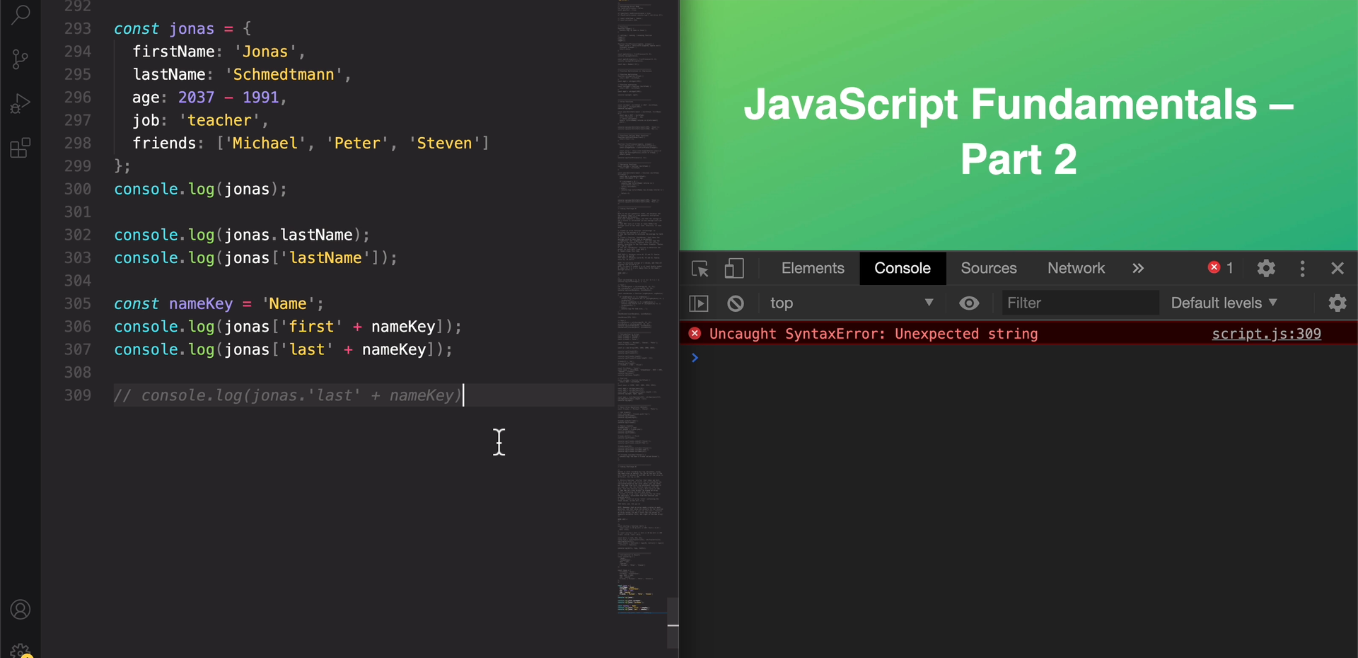 292
293 const jonas = {
294 firstName: 'Jonas',
295 lastName: 'Schmedtmann',
296 age: 2037 – 1991,
297 job: 'teacher',
298 friends: ['Michael', 'Peter', 'Steven']
299 };
300 console.log(jonas);
301
302 console.log(jonas.lastName);
303 console.log(jonas['lastName']);
304
305 const nameKey = 'Name';
306 console.log(jonas['first' + nameKey]);
307 console.log(jonas['last' + nameKey]);
308
309 // console.log(jonas.'last' + nameKey)
JavaScript Fundamentals –
Part 2
Elements Console Sources Network » 1
top Filter Default levels
Uncaught SyntaxError: Unexpected string script.js:309